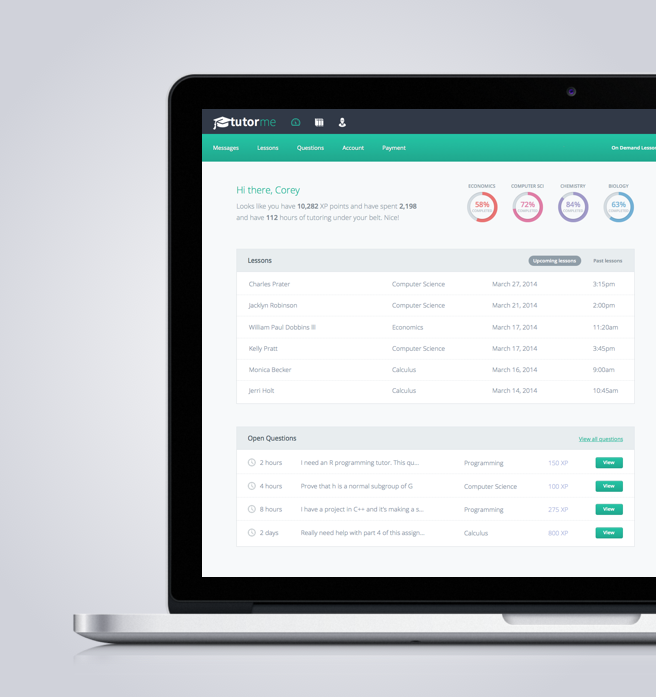 tutorme
Messages Lessons Questions Account Payment On Demand Lesson
Hi there, Corey
Looks like you have 10,282 XP points and have spent 2,198
and have 112 hours of tutoring under your belt. Nice!
ECONOMICS COMPUTER SCI CHEMISTRY BIOLOGY
58% 72% 84% 63%
COMPLETED COMPLETED COMPLETED COMPLETED
Lessons Upcoming lessons Past lessons
Charles Prater Computer Science March 27, 2014 3:15pm
Jacklyn Robinson Computer Science March 21, 2014 2:00pm
William Paul Dobbins III Economics March 17, 2014 11:20am
Kelly Pratt Computer Science March 17, 2014 3:45pm
Monica Becker Calculus March 16, 2014 9:00am
Jerri Holt Calculus March 14, 2014 10:45am
Open Questions View all questions
2 hours I need an R programming tutor. This qu... Programming 150 XP View
4 hours Prove that h is a normal subgroup of G Computer Science 100 XP View
8 hours I have a project in C++ and it's making a s... Programming 275 XP View
2 days Really need help with part 4 of this assign... Calculus 800 XP View